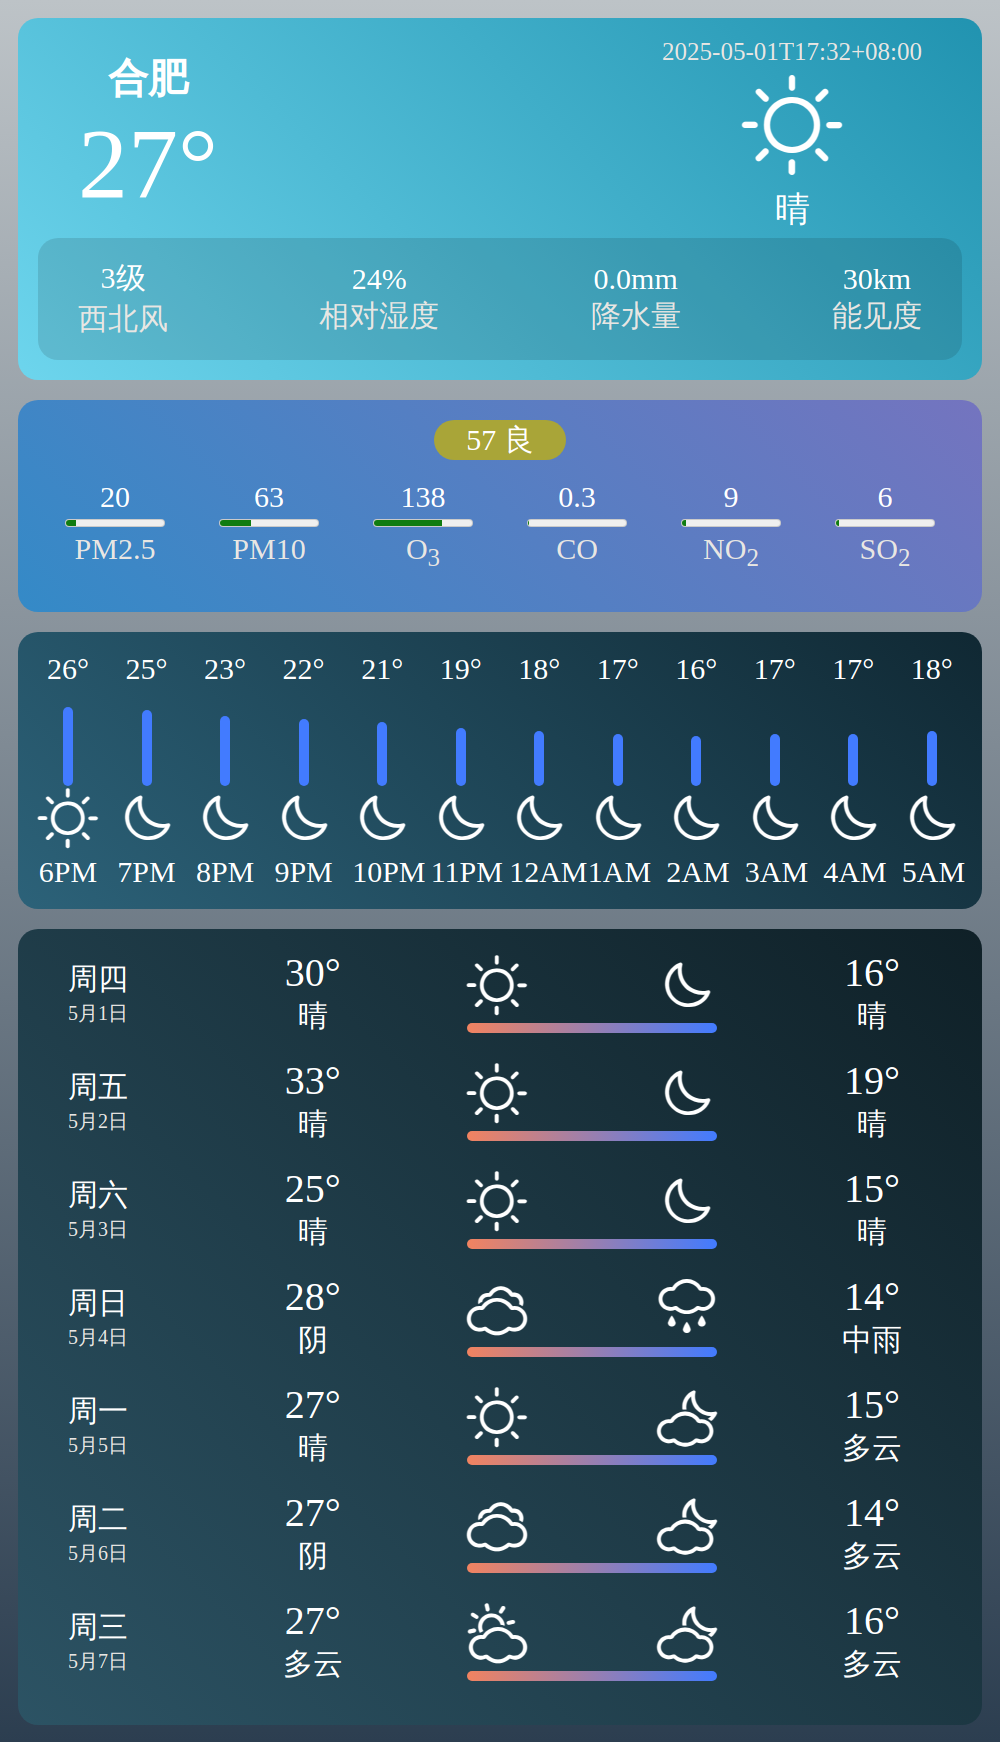 合肥
27°
2025-05-01T17:32+08:00
晴
3级 24% 0.0mm 30km
西北风 相对湿度 降水量 能见度
57 良
20 63 138 0.3 9 6
PM2.5 PM10 O3 CO NO2 SO2
26° 25° 23° 22° 21° 19° 18° 17° 16° 17° 17° 18°
6PM 7PM 8PM 9PM 10PM 11PM 12AM 1AM 2AM 3AM 4AM 5AM
周四 30° 16°
5月1日 晴 晴
周五 33° 19°
5月2日 晴 晴
周六 25° 15°
5月3日 晴 晴
周日 28° 14°
5月4日 阴 中雨
周一 27° 15°
5月5日 晴 多云
周二 27° 14°
5月6日 阴 多云
周三 27° 16°
5月7日 多云 多云